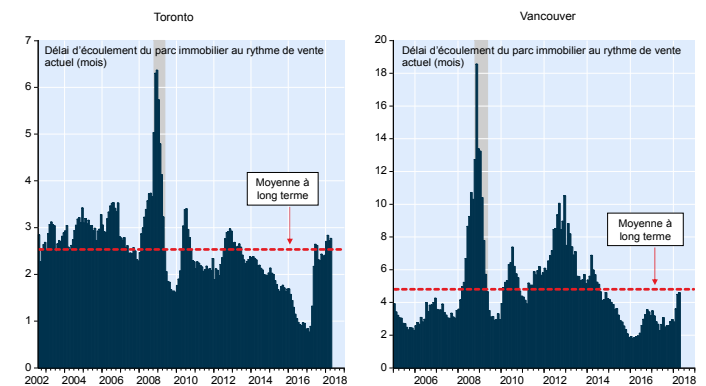 Toronto
Délai d'écoulement du parc immobilier au rythme de vente
actuel (mois)
7
6
5
4
3
2
1
0
Moyenne à
long terme
2002 2004 2006 2008 2010 2012 2014 2016 2018
Vancouver
Délai d'écoulement du parc immobilier au rythme de vente
actuel (mois)
20
18
16
14
12
10
8
6
4
2
0
Moyenne à
long terme
2006 2008 2010 2012 2014 2016 2018